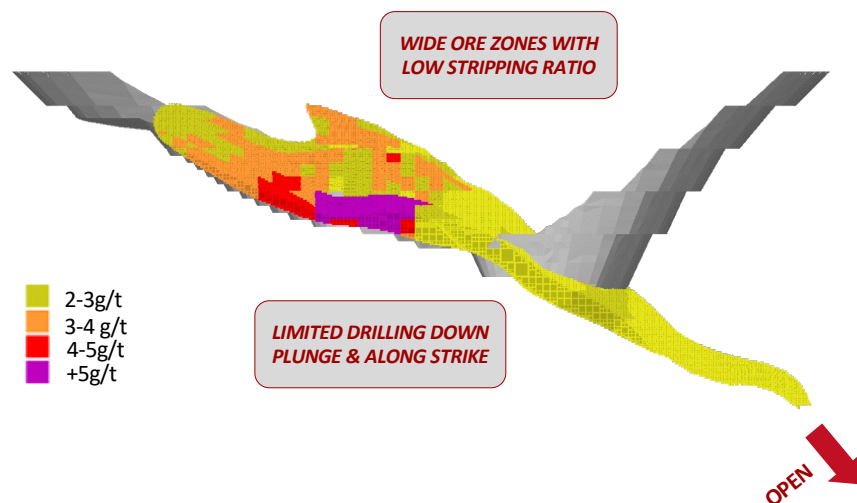 WIDE ORE ZONES WITH
LOW STRIPPING RATIO
2-3g/t
3-4 g/t
4-5g/t
+5g/t
LIMITED DRILLING DOWN
PLUNGE & ALONG STRIKE
OPEN